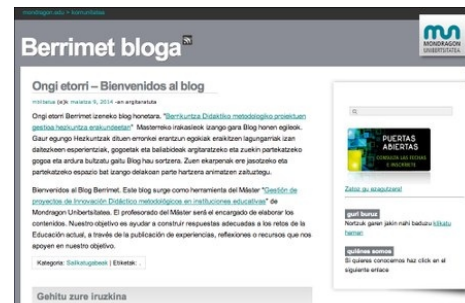 mondragon.edu + komunitatea
Berrimet bloga
MONDRAGON
UNIBERTSITATEA
Ongi etorri – Bienvenidos al blog
(e)k maiatza 6, 2014 -an argitaratuta
Ongi etorri Berrimet izeneko blog honetara. "Berrikuntza Didaktiko metodologiko proiektuen
gestioa hezkuntza erakundeetan" Masterreko irakasleok izango gara Blog honen egileok.
Gaur egungo Hezkuntzak dituen erronkei erantzun egokiak eraikitzen lagungarriak izan
daitezkeen esperientziak, gogoetak eta baliabideak argitaratzeko eta zuekin partekatzeko
gogoa eta ardura bultzatu gaitu Blog hau sortzera. Zuen ekarpenak ere jasotzeko eta
partekatzeko espazio bat izango delakoan parte hartzera animatzen zaituztegu.
Bienvenidos al Blog Berrimet. Este blog surge como herramienta del Máster "Gestión de
proyectos de Innovación Didáctico metodológicos en instituciones educativas" de
Mondragon Unibertsitatea. El profesorado del Máster será el encargado de elaborar los
contenidos. Nuestro objetivo es ayudar a construir respuestas adecuadas a los retos de la
Educación actual, a través de la publicación de experiencias, reflexiones o recursos que nos
apoyen en nuestro objetivo.
Kategoria: Sailkatugabeak | Etiketak: .
Gehitu zure iruzkina
PUERTAS
ABIERTAS
CONSULTA LAS FECHAS
E INSCRÍBETE
Zatoz gu ezagutzera!
guri buruz
Nortzuk garen jakin nahi baduzu klikatu
hemen
quiénes somos
Si quieres conocernos haz click en el
siguiente enlace